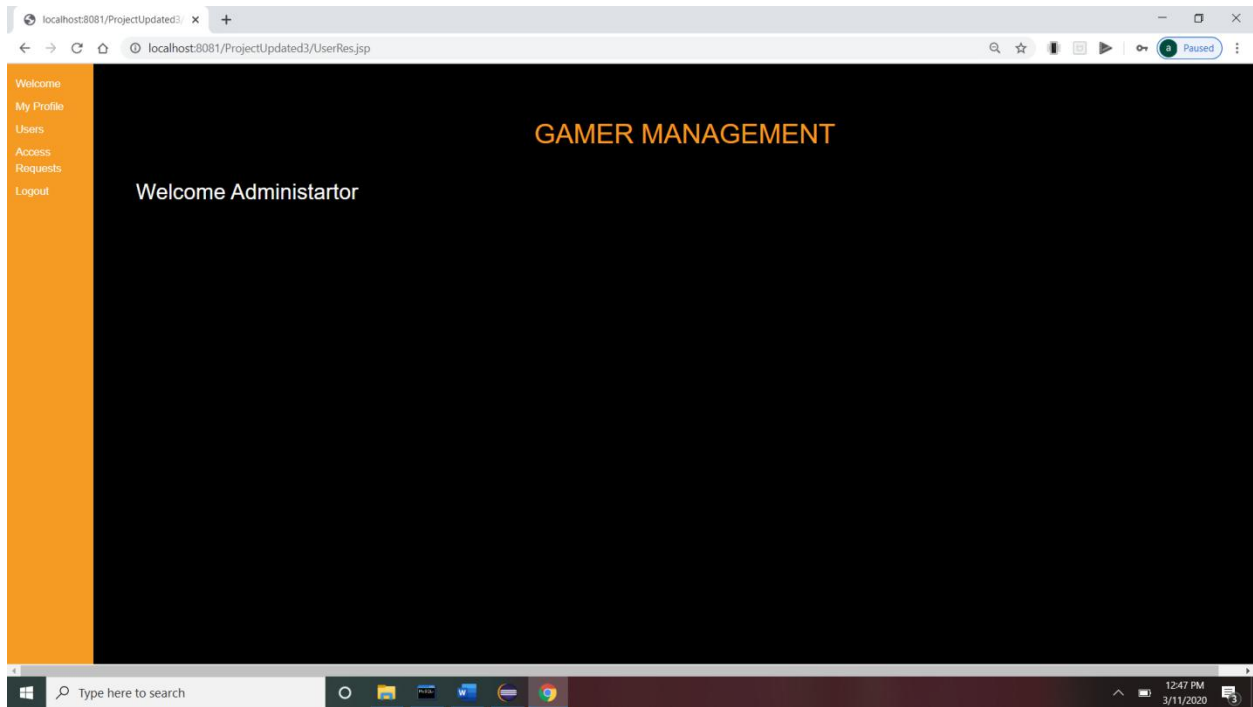 localhost:8081/ProjectUpdated3/
localhost:8081/ProjectUpdated3/UserRes.jsp
a Paused
Welcome
My Profile
Users
Access
Requests
Logout
GAMER MANAGEMENT
Welcome Administartor
Type here to search
12:47 PM
3/11/2020
3